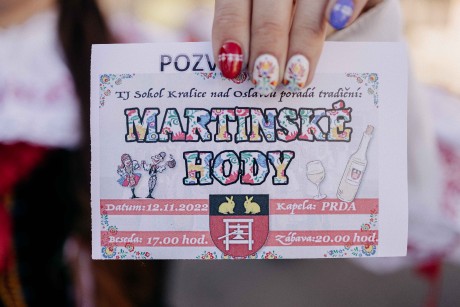 TJ Sokol Kralice nad Oslavou pořádá tradiční:
MARTINSKÉ
HODY
Datum: 12.11.2022 Kapela: PRDA
Beseda: 17.00 hod. Zábava: 20.00 hod.